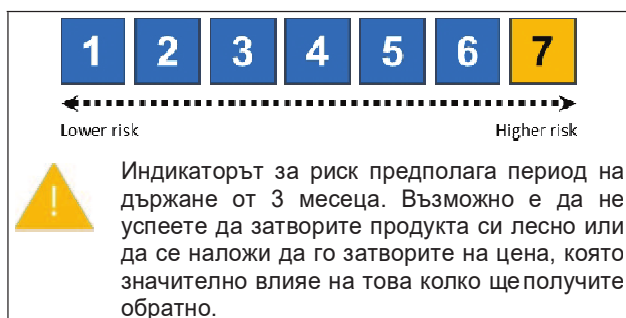 1 2 3 4 5 6 7
Lower risk Higher risk
Индикаторът за риск предполага период на
държане от 3 месеца. Възможно е да не
успеете да затворите продукта си лесно или
да се наложи да го затворите на цена, която
значително влияе на това колко щеполучите
обратно.